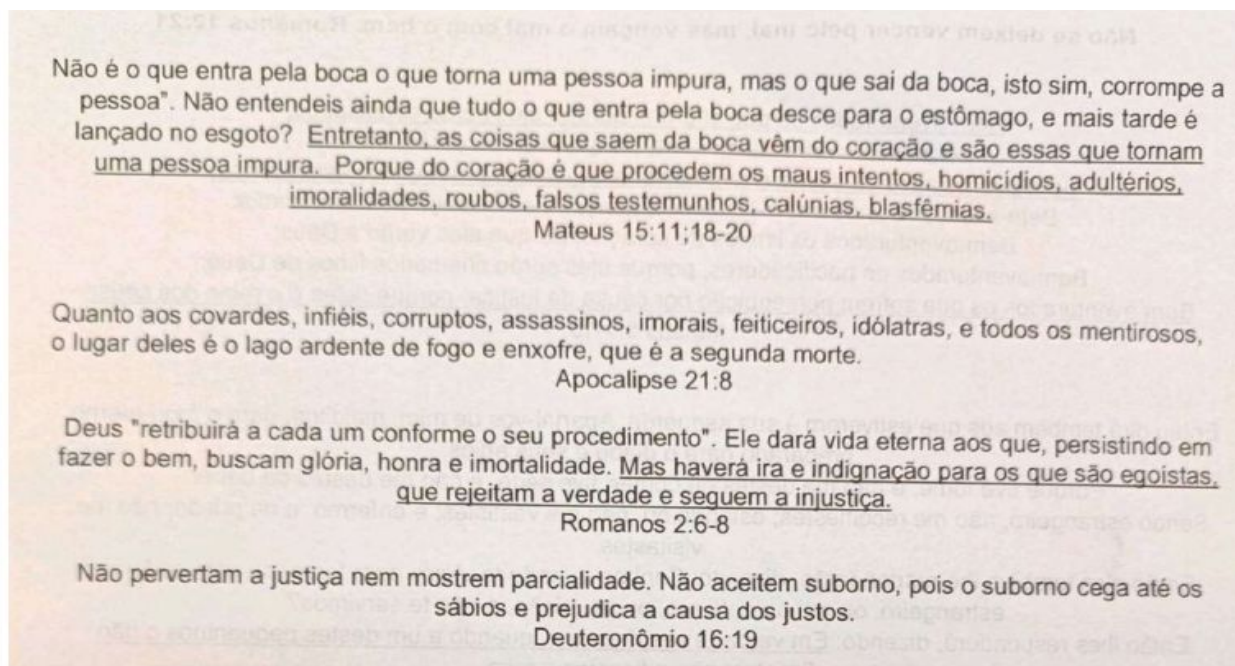 Não é o que entra pela boca o que torna uma pessoa impura, mas o que sai da boca, isto sim, corrompe a
pessoa". Não entendeis ainda que tudo o que entra pela boca desce para o estômago, e mais tarde é
lançado no esgoto? Entretanto, as coisas que saem da boca vêm do coração e são essas que tornam
uma pessoa impura. Porque do coração é que procedem os maus intentos, homicídios, adultérios,
imoralidades, roubos, falsos testemunhos, calúnias, blasfêmias.
Mateus 15:11;18-20
Quanto aos covardes, infiéis, corruptos, assassinos, imorais, feiticeiros, idólatras, e todos os mentirosos,
o lugar deles é o lago ardente de fogo e enxofre, que é a segunda morte.
Apocalipse 21:8
Deus "retribuirá a cada um conforme o seu procedimento". Ele dará vida eterna aos que, persistindo em
fazer o bem, buscam glória, honra e imortalidade. Mas haverá ira e indignação para os que são egoístas,
que rejeitam a verdade e seguem a injustiça.
Romanos 2:6-8
Não pervertam a justiça nem mostrem parcialidade. Não aceitem suborno, pois o suborno cega até os
sábios e prejudica a causa dos justos.
Deuteronômio 16:19